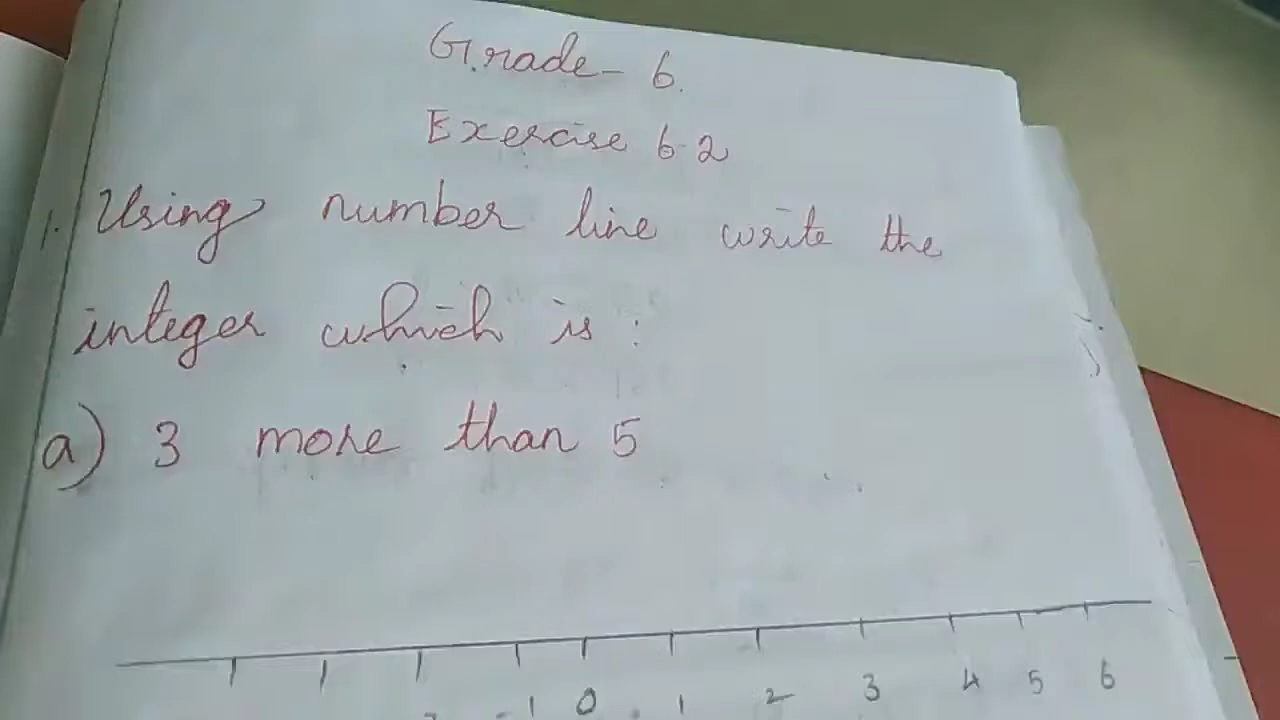 Grade - 6.
Exercise 6.2
1. Using number line write the
integer which is :
a) 3 more than 5
-1 0 1 2 3 4 5 6